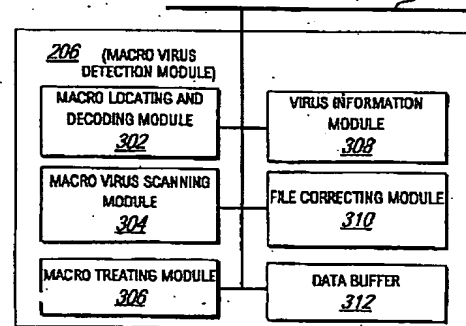 206 (MACRO VIRUS
DETECTION MODULE)
MACRO LOCATING AND
DECODING MODULE
302
VIRUS INFORMATION
MODULE
308
MACRO VIRUS SCANNING
MODULE
304
FILE CORRECTING MODULE
310
MACRO TREATING MODULE
306
DATA BUFFER
312